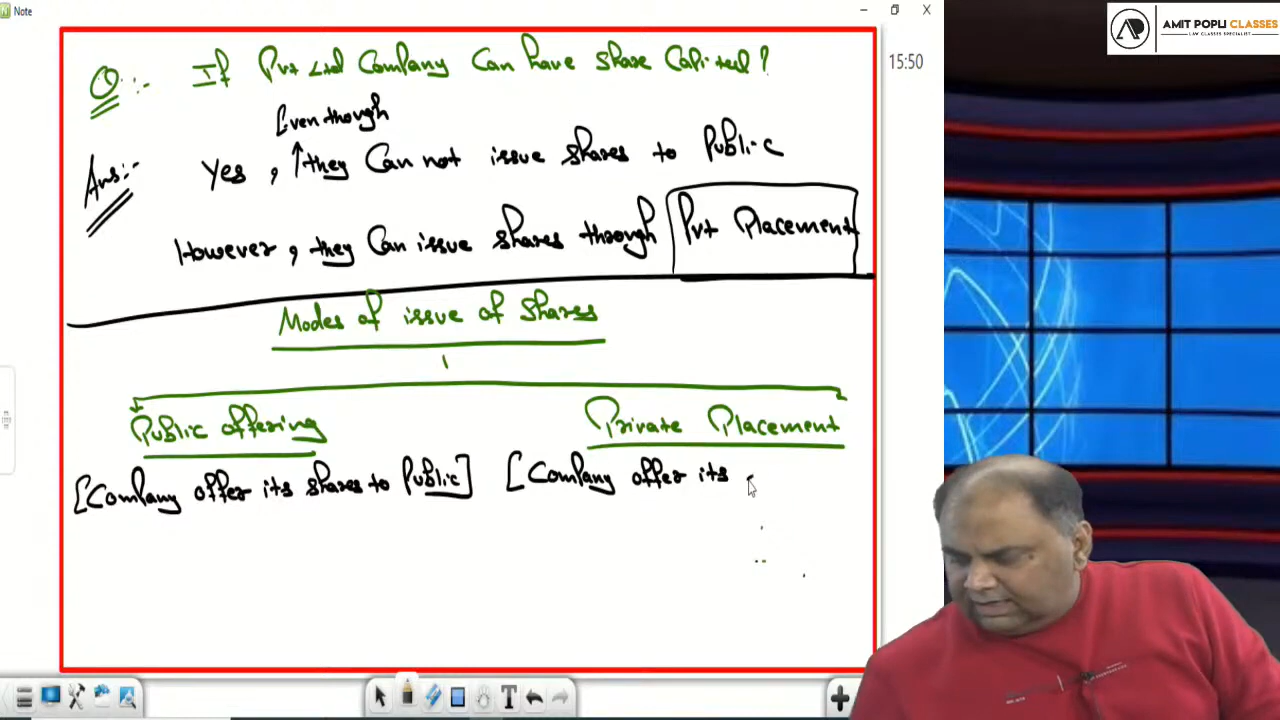 Note
AMIT POPLI CLASSES
LAW CLASSES SPECIALIST
15:50
Q:- If Pvt Ltd Company Can have share Capital?
Even though
Ans:- Yes, they Can not issue shares to Public
However, they Can issue shares through Pvt Placement
Modes of issue of shares
Public offering Private Placement
[Company offer its shares to Public] [Company offer its